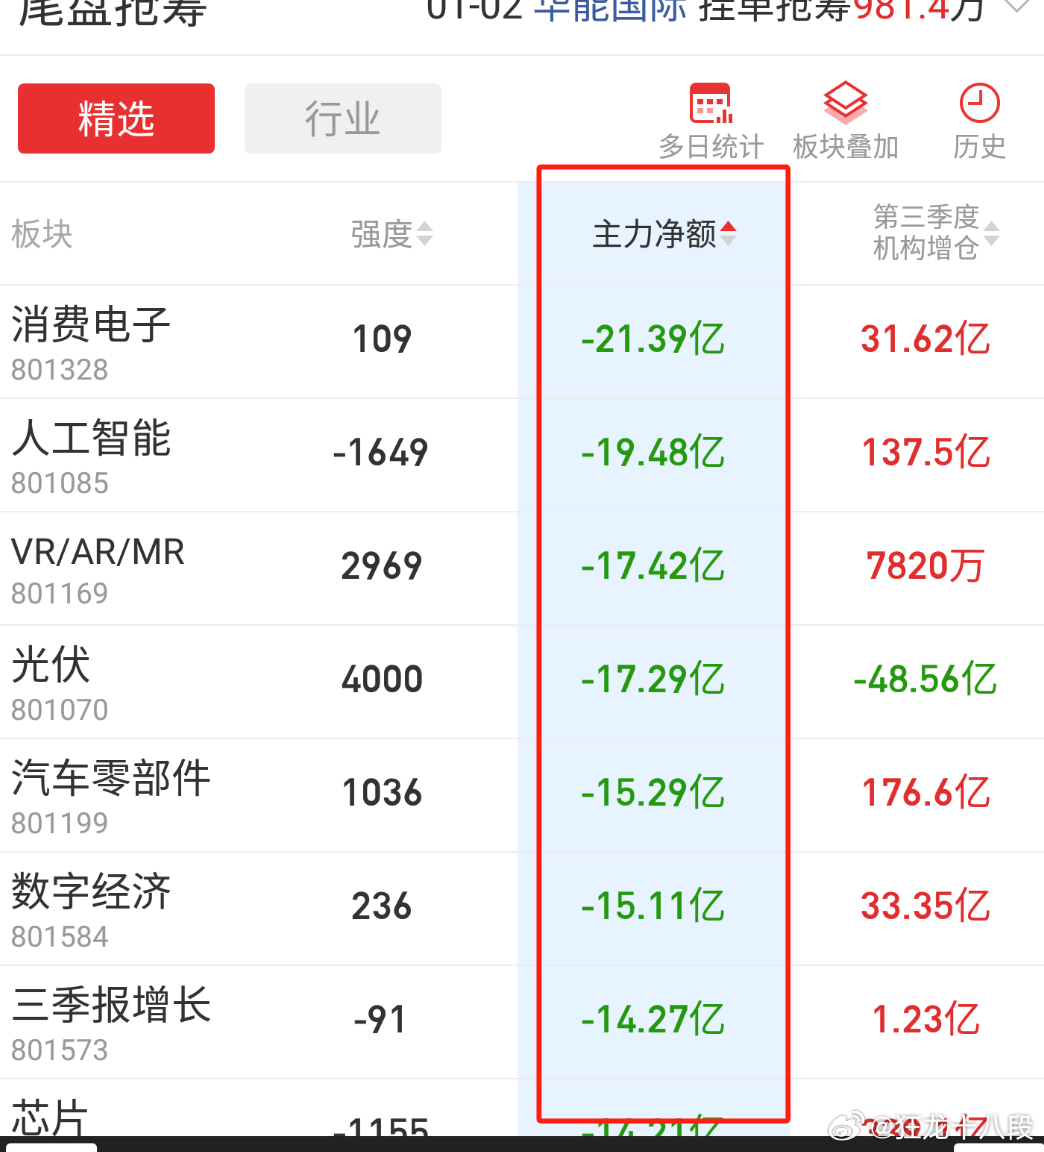 尾盘抢筹 01-02 华能国际 挂单抢筹981.4万
精选 行业 多日统计 板块叠加 历史
板块 强度 主力净额 第三季度
机构增仓
消费电子 109 -21.39亿 31.62亿
801328
人工智能 -1649 -19.48亿 137.5亿
801085
VR/AR/MR 2969 -17.42亿 7820万
801169
光伏 4000 -17.29亿 -48.56亿
801070
汽车零部件 1036 -15.29亿 176.6亿
801199
数字经济 236 -15.11亿 33.35亿
801584
三季报增长 -91 -14.27亿 1.23亿
801573
芯片 -1155 -14.21亿
@狂龙十八段